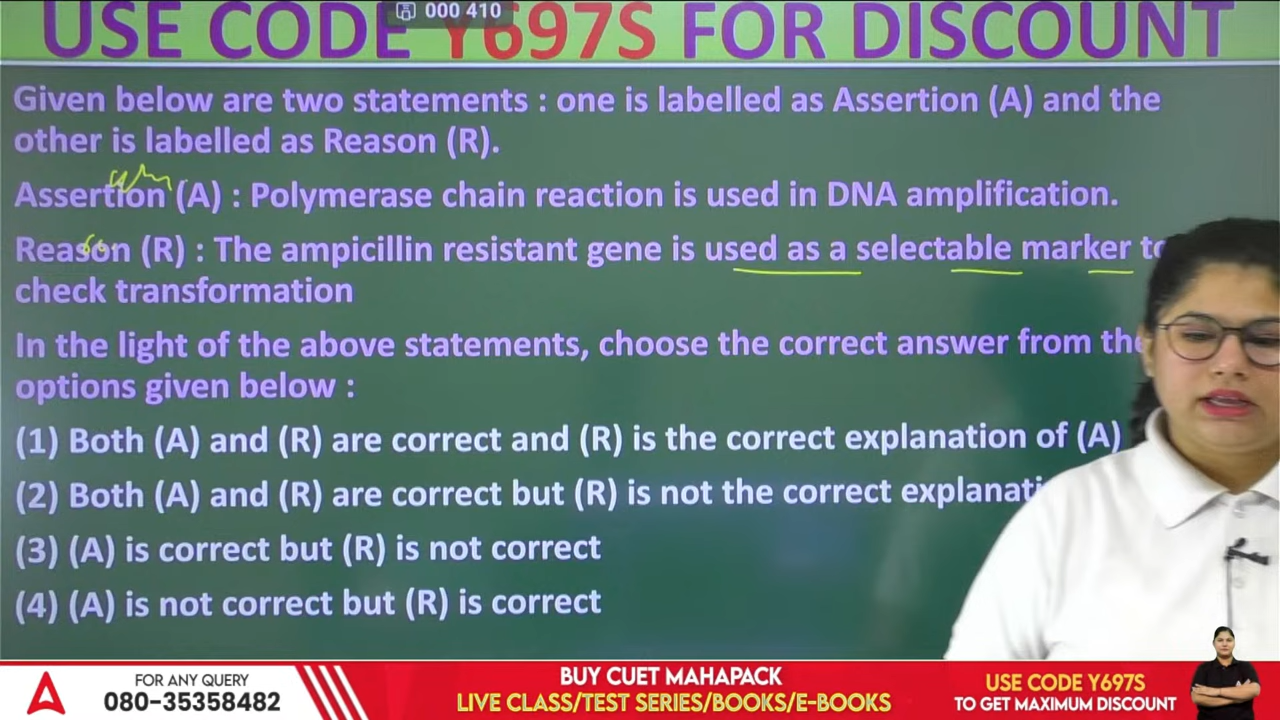 USE CODE Y697S FOR DISCOUNT
000 410
Given below are two statements : one is labelled as Assertion (A) and the
other is labelled as Reason (R).
Assertion (A) : Polymerase chain reaction is used in DNA amplification.
Reason (R) : The ampicillin resistant gene is used as a selectable marker to
check transformation
In the light of the above statements, choose the correct answer from the
options given below :
(1) Both (A) and (R) are correct and (R) is the correct explanation of (A)
(2) Both (A) and (R) are correct but (R) is not the correct
(3) (A) is correct but (R) is not correct
(4) (A) is not correct but (R) is correct
FOR ANY QUERY
080-35358482
BUY CUET MAHAPACK
LIVE CLASS/TEST SERIES/BOOKS/E-BOOKS
USE CODE Y697S
TO GET MAXIMUM DISCOUNT